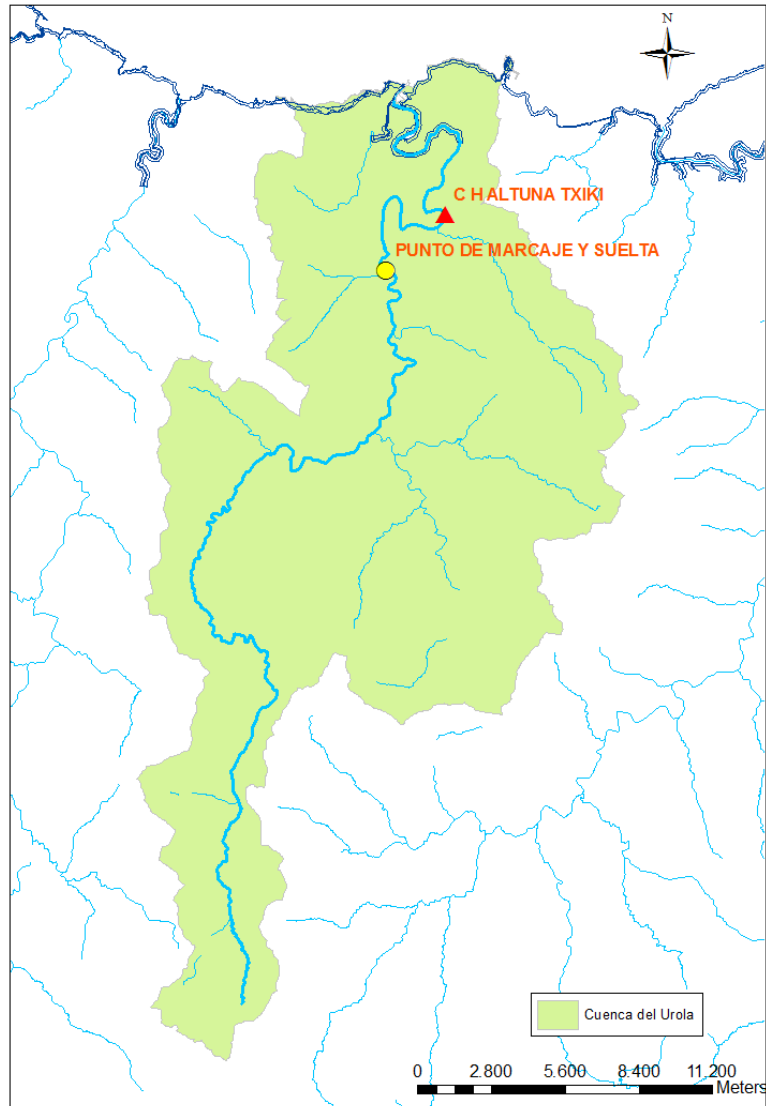 N
C H ALTUNA TXIKI
PUNTO DE MARCAJE Y SUELTA
Cuenca del Urola
0 2.800 5.600 8.400 11.200
Meters